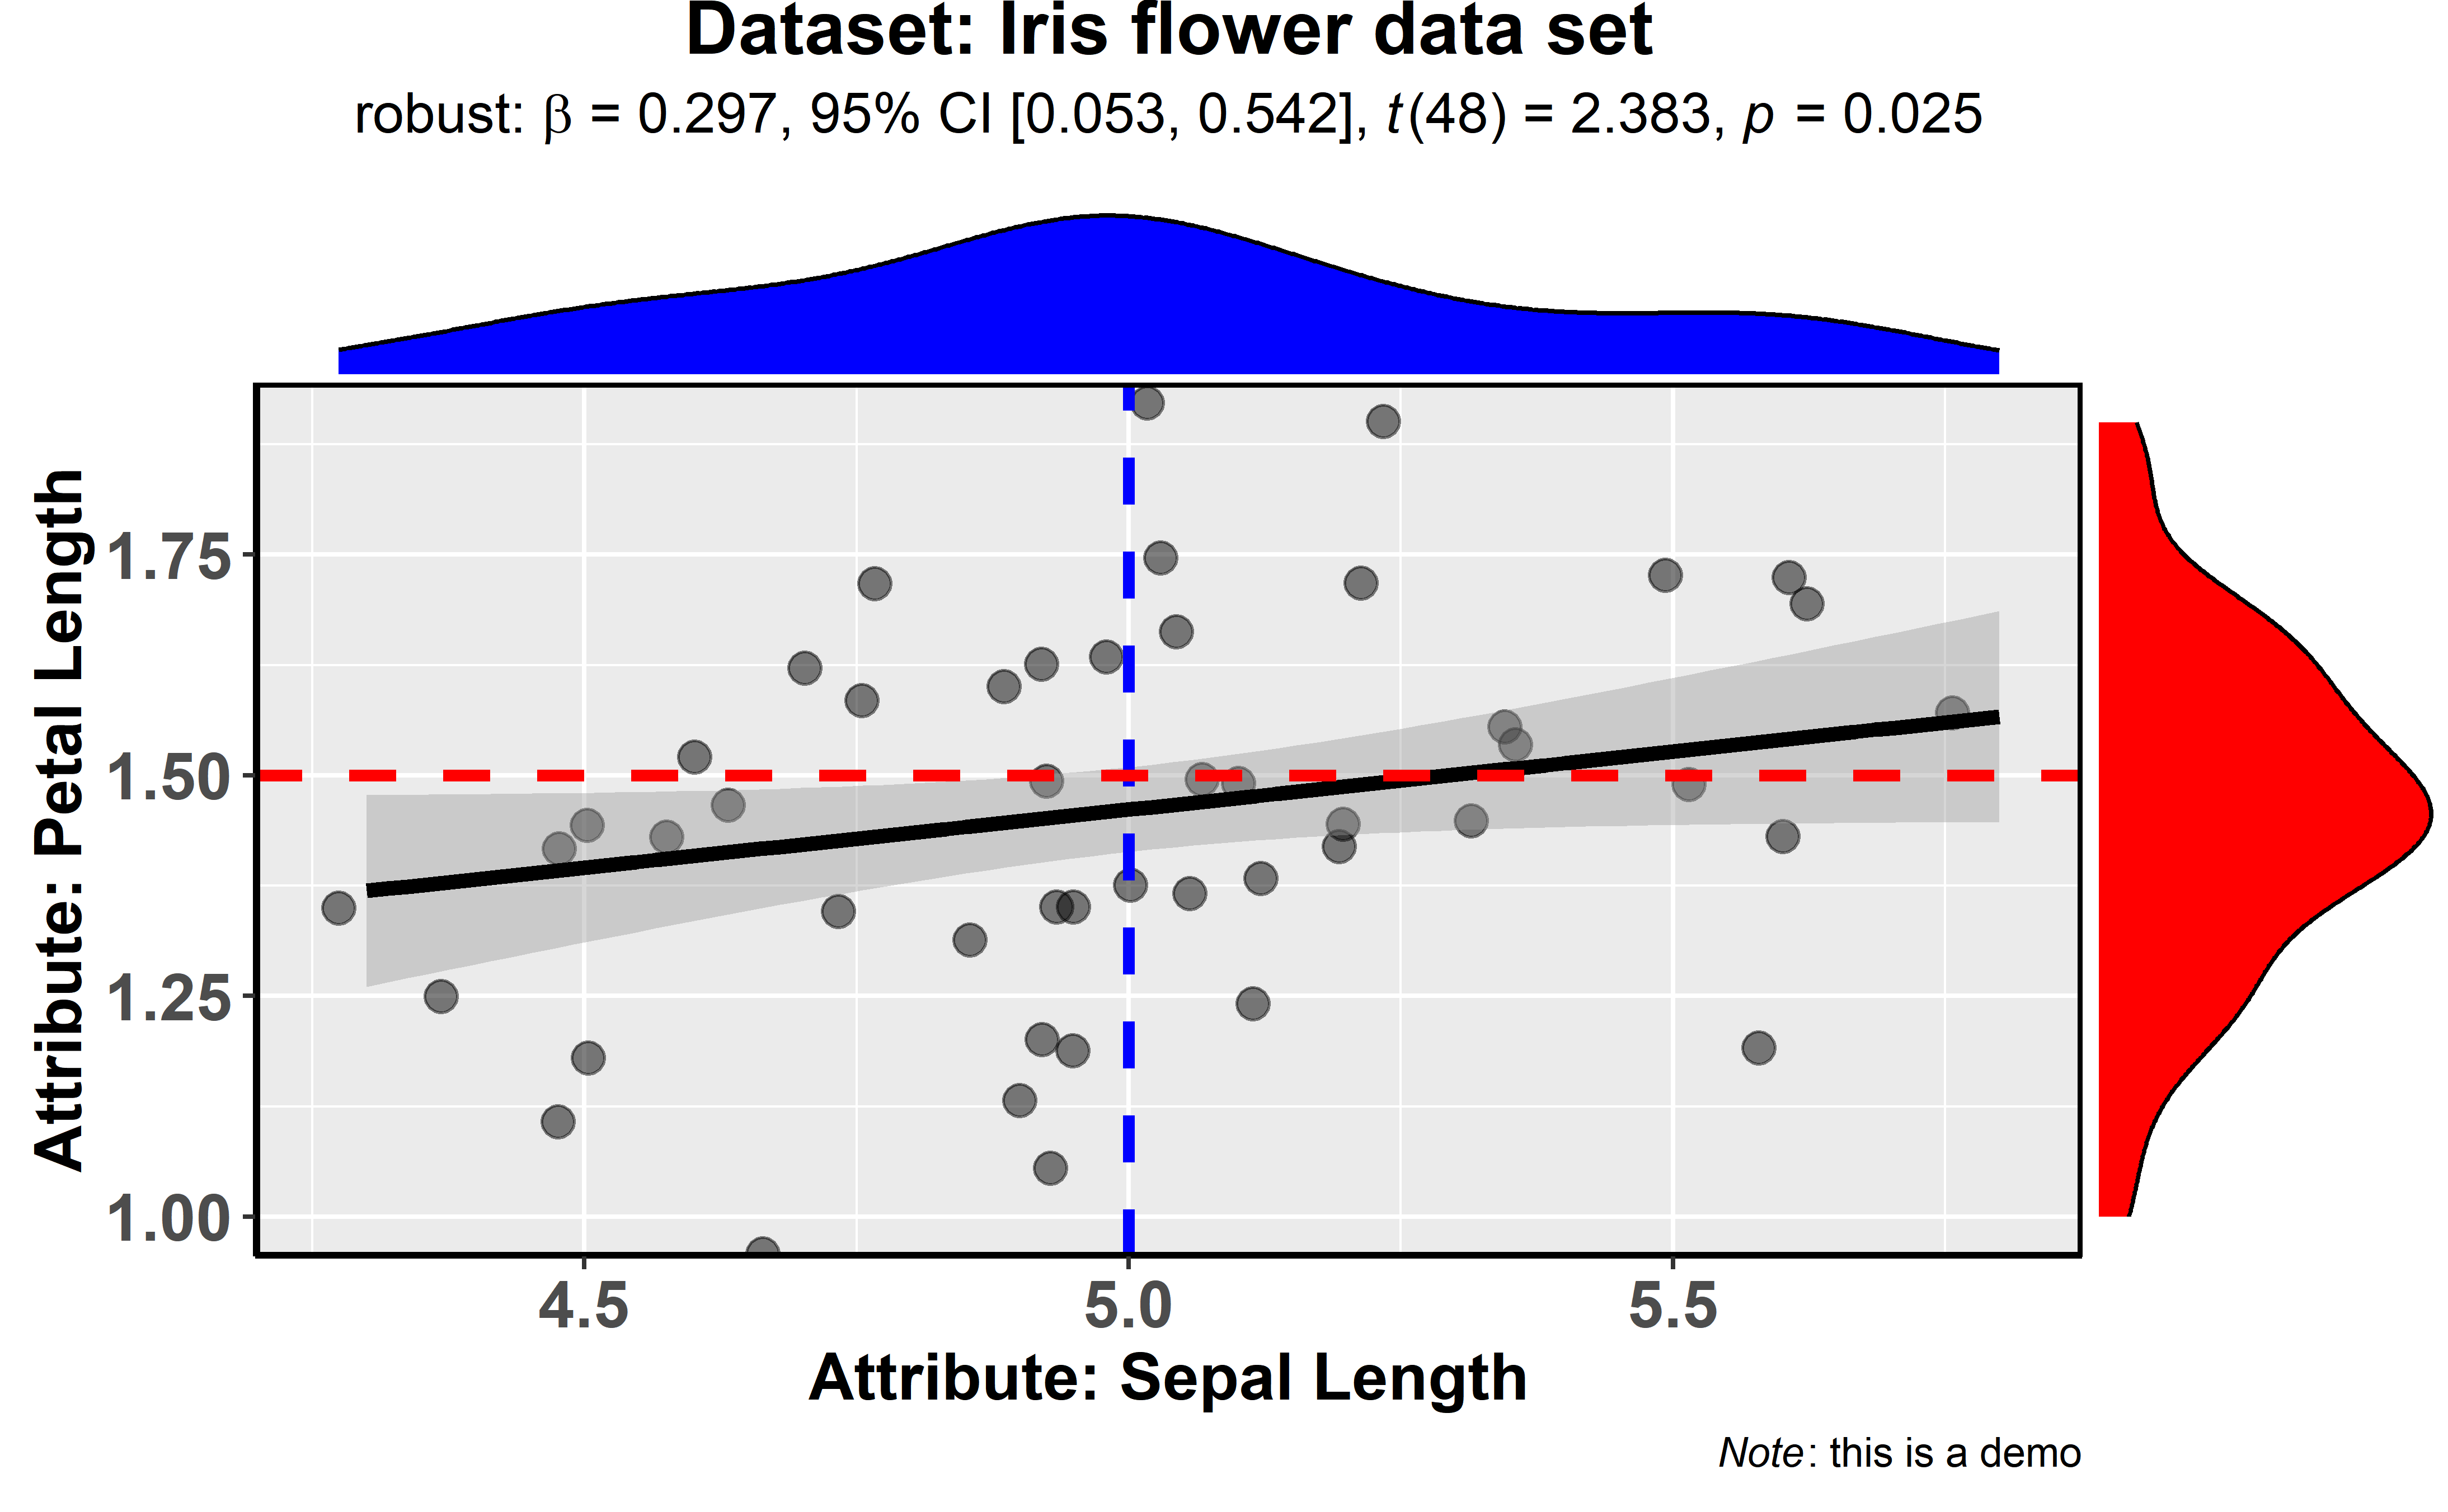 Dataset: Iris flower data set
robust: β = 0.297, 95% CI [0.053, 0.542], t(48) = 2.383, p = 0.025
Attribute: Petal Length
1.75
1.50
1.25
1.00
4.5 5.0 5.5
Attribute: Sepal Length
Note: this is a demo